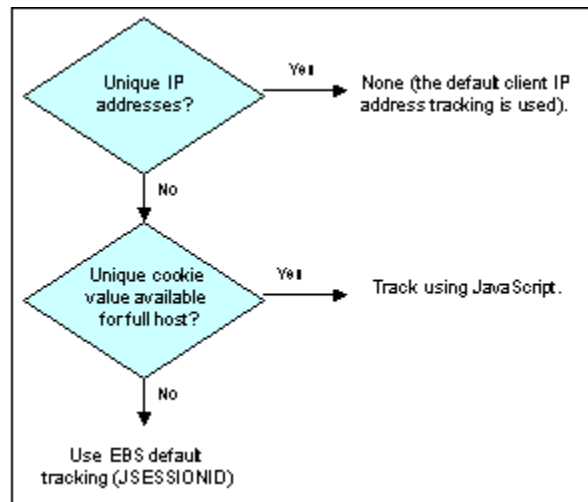 Unique IP
addresses?
Yes
None (the default client IP
address tracking is used).
No
Unique cookie
value available
for full host?
Yes
Track using JavaScript.
No
Use EBS default
tracking (JSESSIONID)